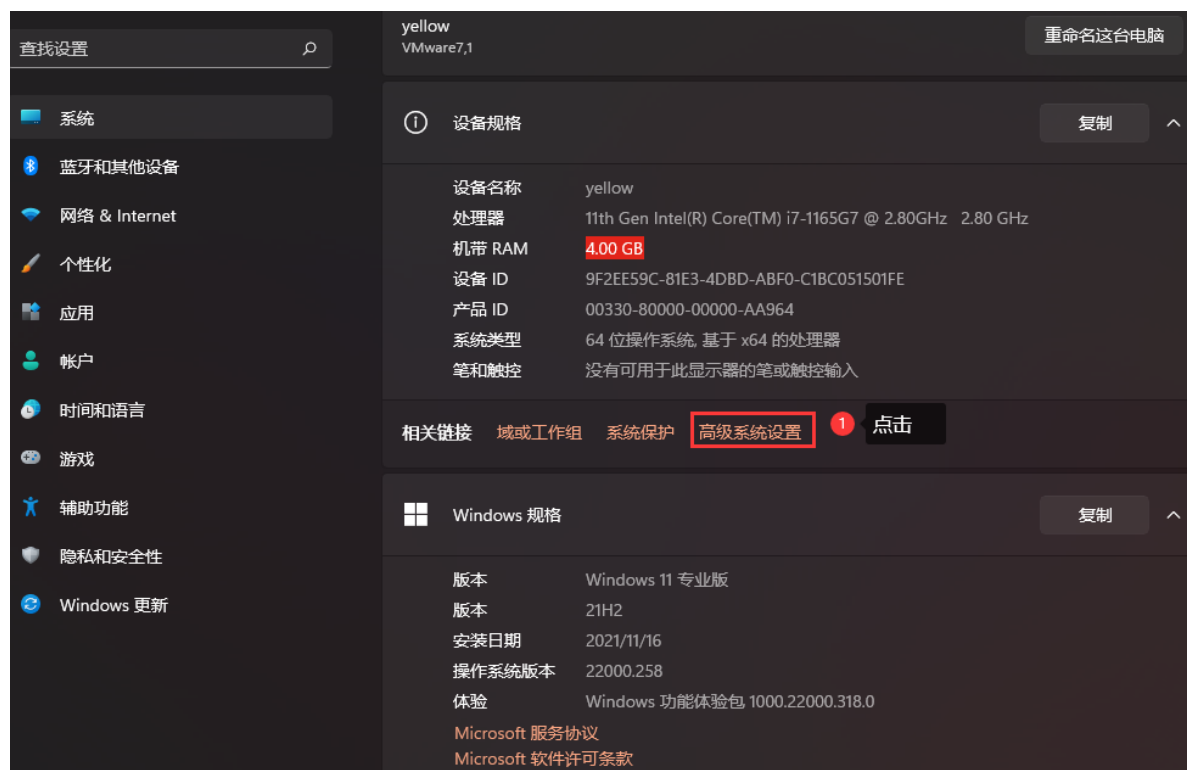 yellow
VMware7,1
重命名这台电脑
查找设置
系统
蓝牙和其他设备
网络 & Internet
个性化
应用
帐户
时间和语言
游戏
辅助功能
隐私和安全性
Windows 更新
设备规格
复制
设备名称 yellow
处理器 11th Gen Intel(R) Core(TM) i7-1165G7 @ 2.80GHz 2.80 GHz
机带 RAM 4.00 GB
设备 ID 9F2EE59C-81E3-4DBD-ABF0-C1BC051501FE
产品 ID 00330-80000-00000-AA964
系统类型 64 位操作系统, 基于 x64 的处理器
笔和触控 没有可用于此显示器的笔或触控输入
相关链接 域或工作组 系统保护 高级系统设置 1 点击
Windows 规格
复制
版本 Windows 11 专业版
版本 21H2
安装日期 2021/11/16
操作系统版本 22000.258
体验 Windows 功能体验包 1000.22000.318.0
Microsoft 服务协议
Microsoft 软件许可条款